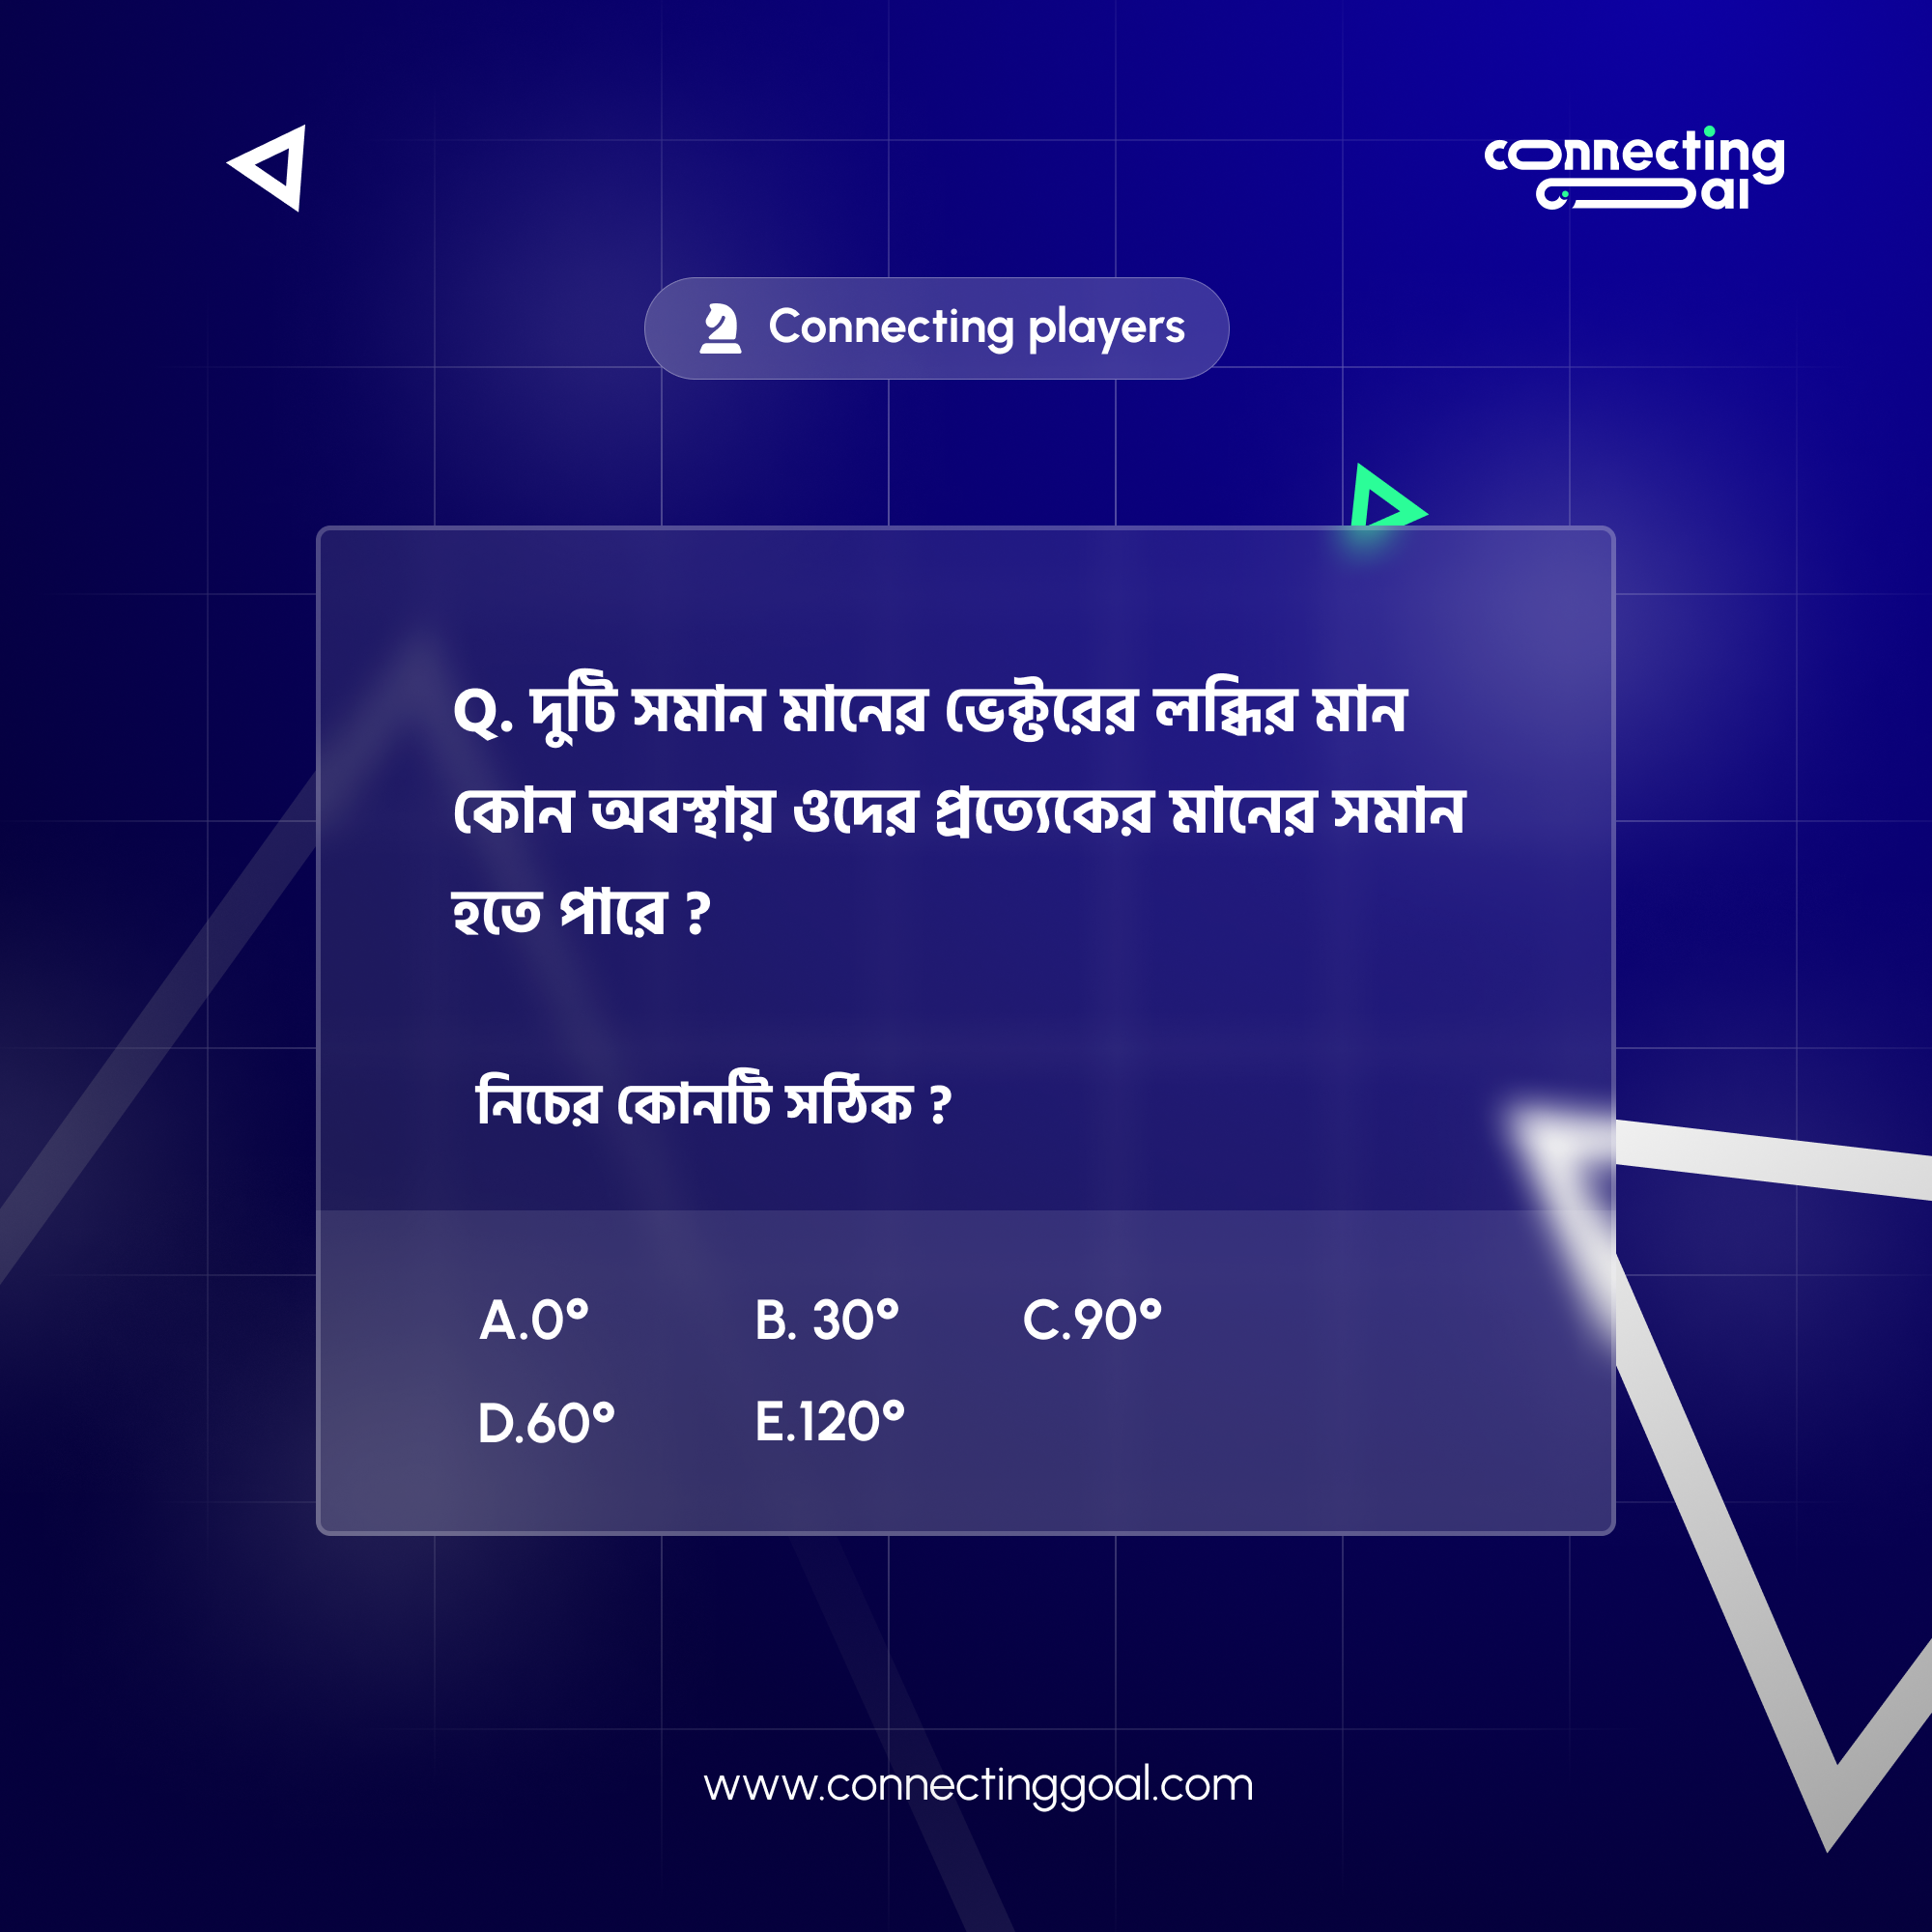 connecting
goal
Connecting players
Q. দুটি সমান মানের ভেক্টরের লব্ধির মান
কোন অবস্থায় ওদের প্রত্যেকের মানের সমান
হতে পারে ?
নিচের কোনটি সঠিক ?
A.0° B. 30° C.90°
D.60° E.120°
www.connectinggoal.com